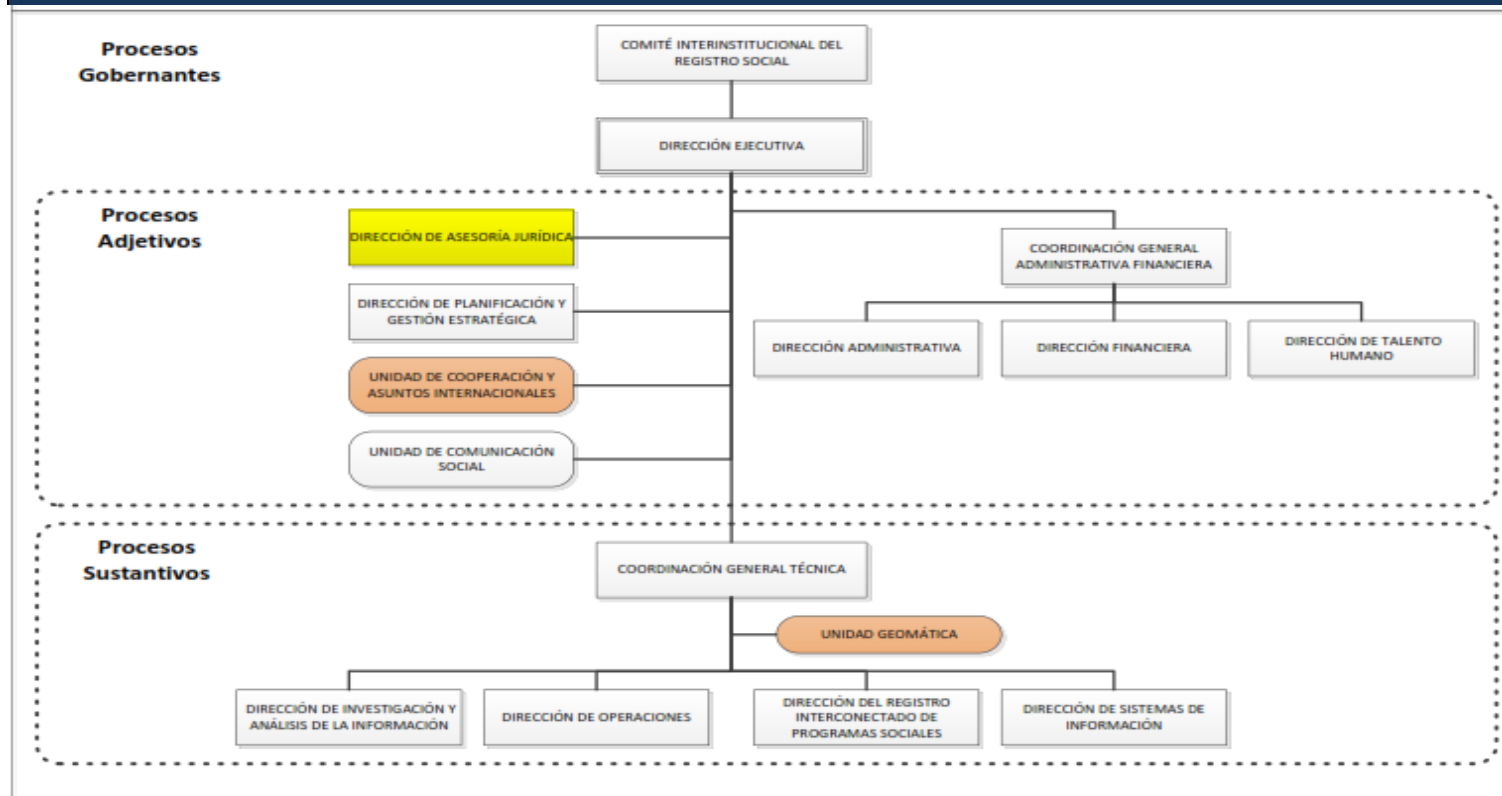 Procesos
Gobernantes
COMITÉ INTERINSTITUCIONAL DEL
REGISTRO SOCIAL
DIRECCIÓN EJECUTIVA
Procesos
Adjetivos
DIRECCIÓN DE ASESORÍA JURÍDICA
DIRECCIÓN DE PLANIFICACIÓN Y
GESTIÓN ESTRATÉGICA
UNIDAD DE COOPERACIÓN Y
ASUNTOS INTERNACIONALES
UNIDAD DE COMUNICACIÓN
SOCIAL
COORDINACIÓN GENERAL
ADMINISTRATIVA FINANCIERA
DIRECCIÓN ADMINISTRATIVA
DIRECCIÓN FINANCIERA
DIRECCIÓN DE TALENTO
HUMANO
Procesos
Sustantivos
COORDINACIÓN GENERAL TÉCNICA
UNIDAD GEOMÁTICA
DIRECCIÓN DE INVESTIGACIÓN Y
ANÁLISIS DE LA INFORMACIÓN
DIRECCIÓN DE OPERACIONES
DIRECCIÓN DEL REGISTRO
INTERCONECTADO DE
PROGRAMAS SOCIALES
DIRECCIÓN DE SISTEMAS DE
INFORMACIÓN